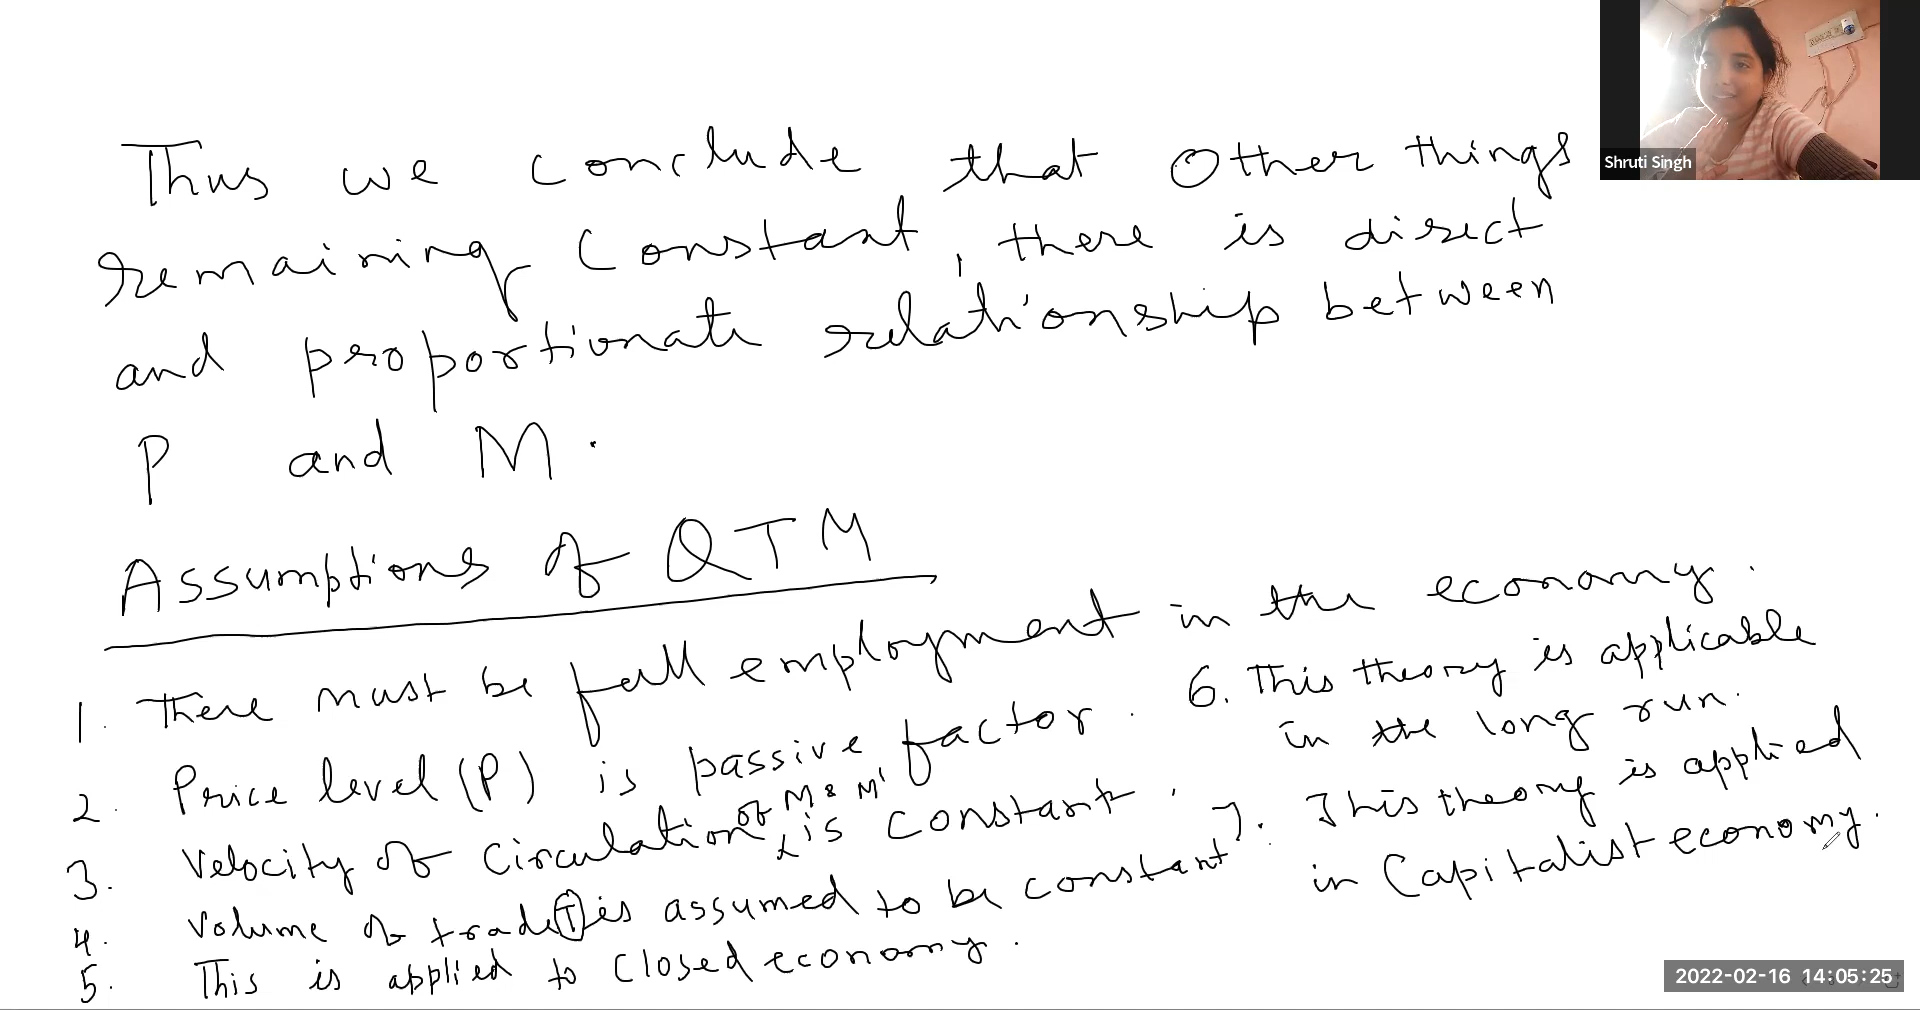 Thus we conclude that Other things
remaining Constant, there is direct
and proportionate relationship between
P and M.
Assumptions of QTM
1. There must be full employment in the economy.
2. Price level (P) is passive factor.
3. Velocity of Circulation of M & M' is constant.
4. Volume of trade (T) is assumed to be constant
5. This is applied to Closed economy.
6. This theory is applicable
in the long run.
7. This theory is applied
in Capitalist economy.
Shruti Singh
2022-02-16 14:05:25